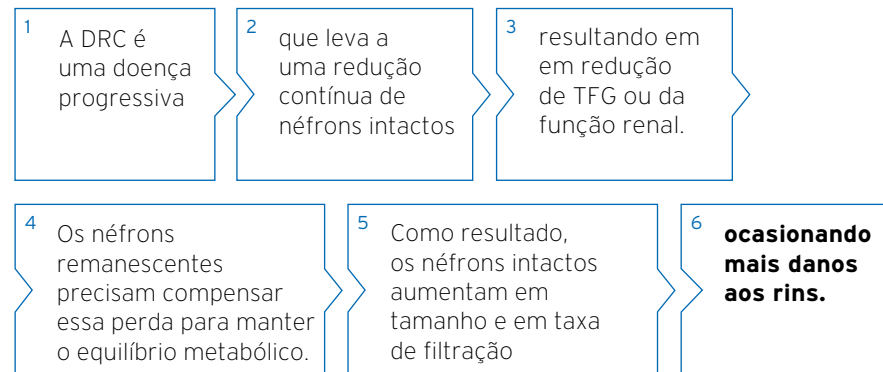 1
A DRC é
uma doença
progressiva
2
que leva a
uma redução
contínua de
néfrons intactos
3
resultando em
em redução
de TFG ou da
função renal.
4
Os néfrons
remanescentes
precisam compensar
essa perda para manter
o equilíbrio metabólico.
5
Como resultado,
os néfrons intactos
aumentam em
tamanho e em taxa
de filtração
6
ocasionando
mais danos
aos rins.